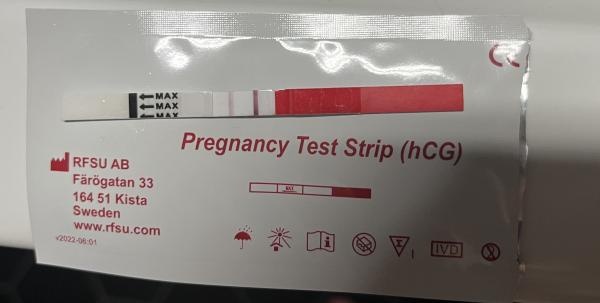 MAX
MAX
MAX
Pregnancy Test Strip (hCG)
RFSU AB
Färögatan 33
164 51 Kista
Sweden
www.rfsu.com
v2022-06:01
IVD